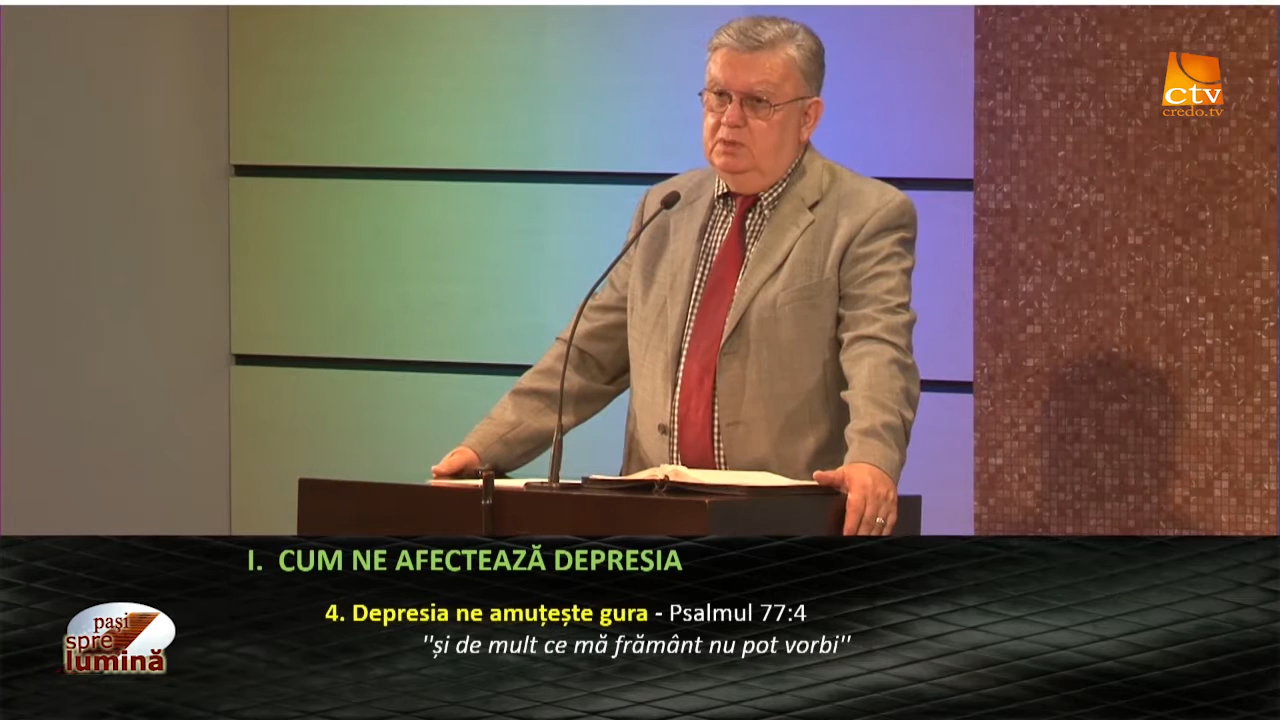 ctv
credo.tv
I. CUM NE AFECTEAZĂ DEPRESIA
4. Depresia ne amuțește gura - Psalmul 77:4
"și de mult ce mă frământ nu pot vorbi"
pași
spre
lumină